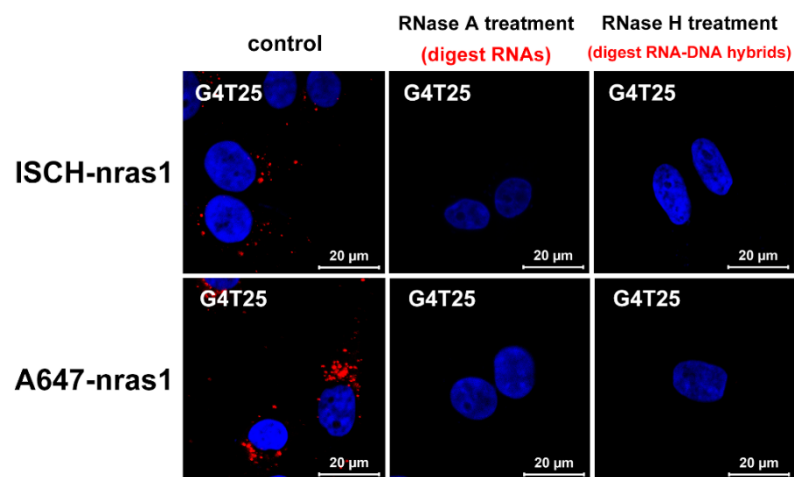 control
RNase A treatment
(digest RNAs)
RNase H treatment
(digest RNA-DNA hybrids)
ISCH-nras1
G4T25
20 µm
G4T25
20 µm
G4T25
20 µm
A647-nras1
G4T25
20 µm
G4T25
20 µm
G4T25
20 µm